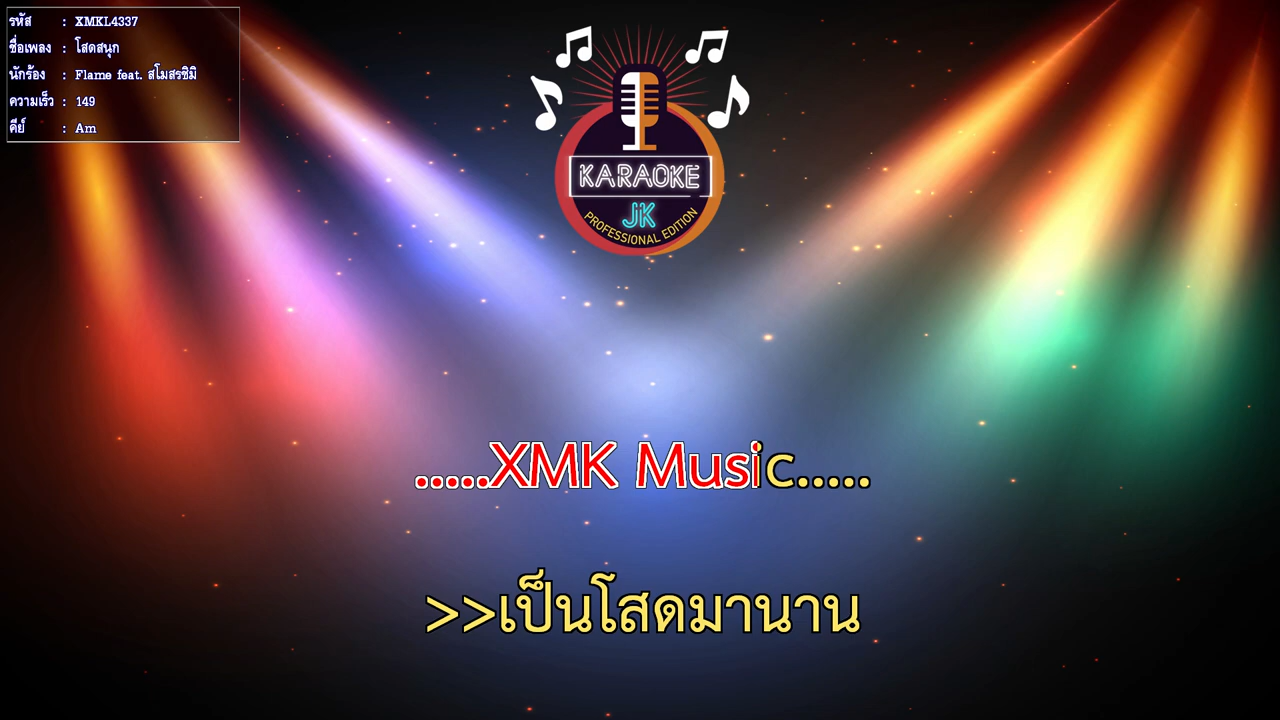 รหัส : XMKL4337
ชื่อเพลง : โสดสนุก
นักร้อง : Flame feat. สโมสรชิมิ
ความเร็ว : 149
คีย์ : Am
KARAOKE
JK
PROFESSIONAL EDITION
.....XMK Music.....
>>เป็นโสดมานาน